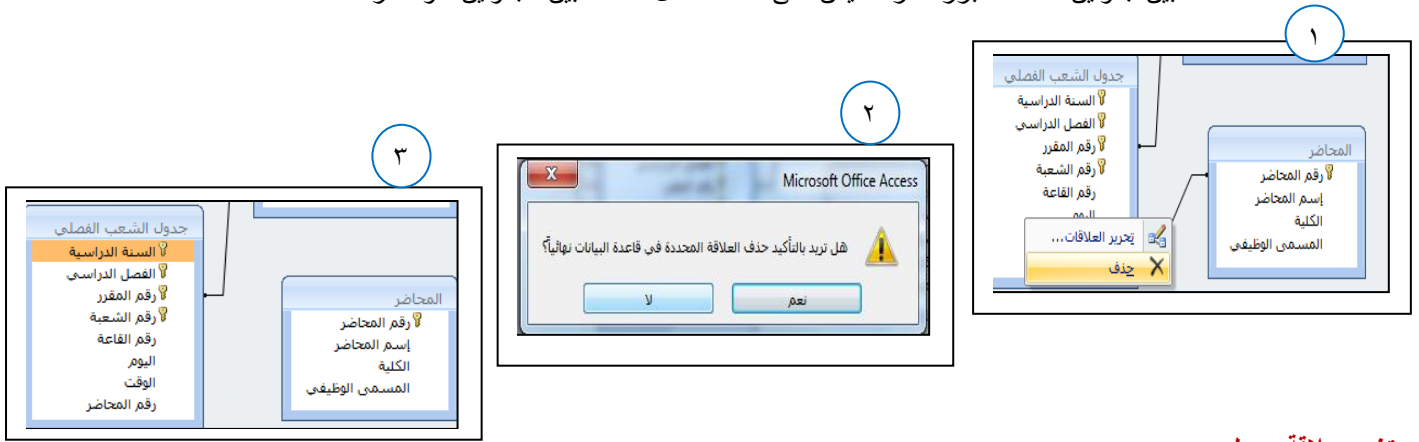 ١
جدول الشعب الفصلي
السنة الدراسية
الفصل الدراسي
رقم المقرر
رقم الشعبة
رقم القاعة
اليوم
تحرير العلاقات...
حذف
المحاضر
رقم المحاضر
إسم المحاضر
الكلية
المسمى الوظيفي
٢
Microsoft Office Access
هل تريد بالتأكيد حذف العلاقة المحددة في قاعدة البيانات نهائياً؟
نعم
لا
٣
جدول الشعب الفصلي
السنة الدراسية
الفصل الدراسي
رقم المقرر
رقم الشعبة
رقم القاعة
اليوم
الوقت
رقم المحاضر
المحاضر
رقم المحاضر
إسم المحاضر
الكلية
المسمى الوظيفي